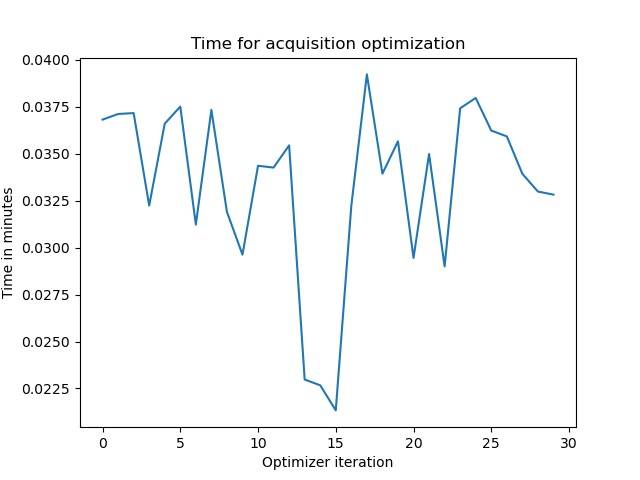 Time for acquisition optimization
0.0400
0.0375
0.0350
0.0325
0.0300
0.0275
0.0250
0.0225
Time in minutes
0 5 10 15 20 25 30
Optimizer iteration